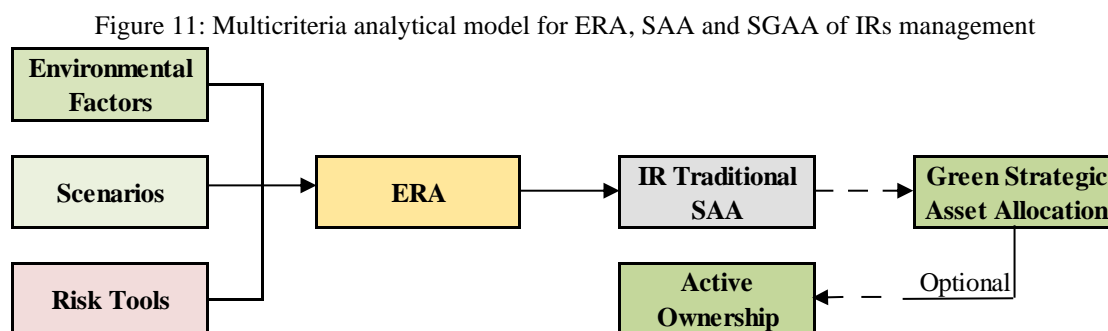 Figure 11: Multicriteria analytical model for ERA, SAA and SGAA of IRs management
Environmental
Factors
Scenarios
ERA
IR Traditional
SAA
Green Strategic
Asset Allocation
Risk Tools
Active
Ownership
Optional